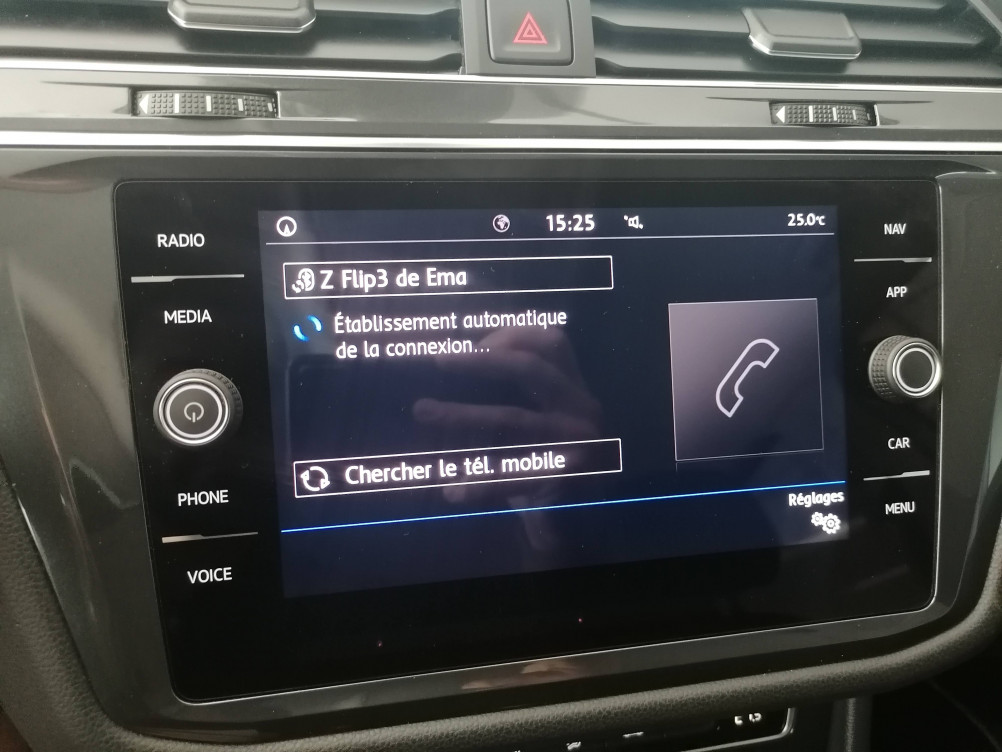 15:25
25.0°C
RADIO
NAV
Z Flip3 de Ema
APP
MEDIA
Établissement automatique
de la connexion...
CAR
Chercher le tél. mobile
PHONE
Réglages
MENU
VOICE